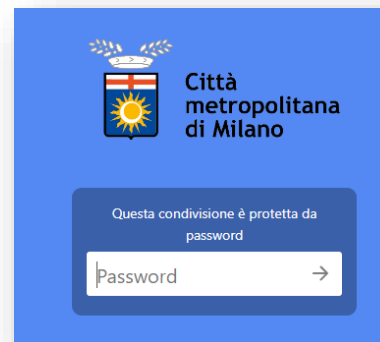 Città
metropolitana
di Milano
Questa condivisione è protetta da
password
Password